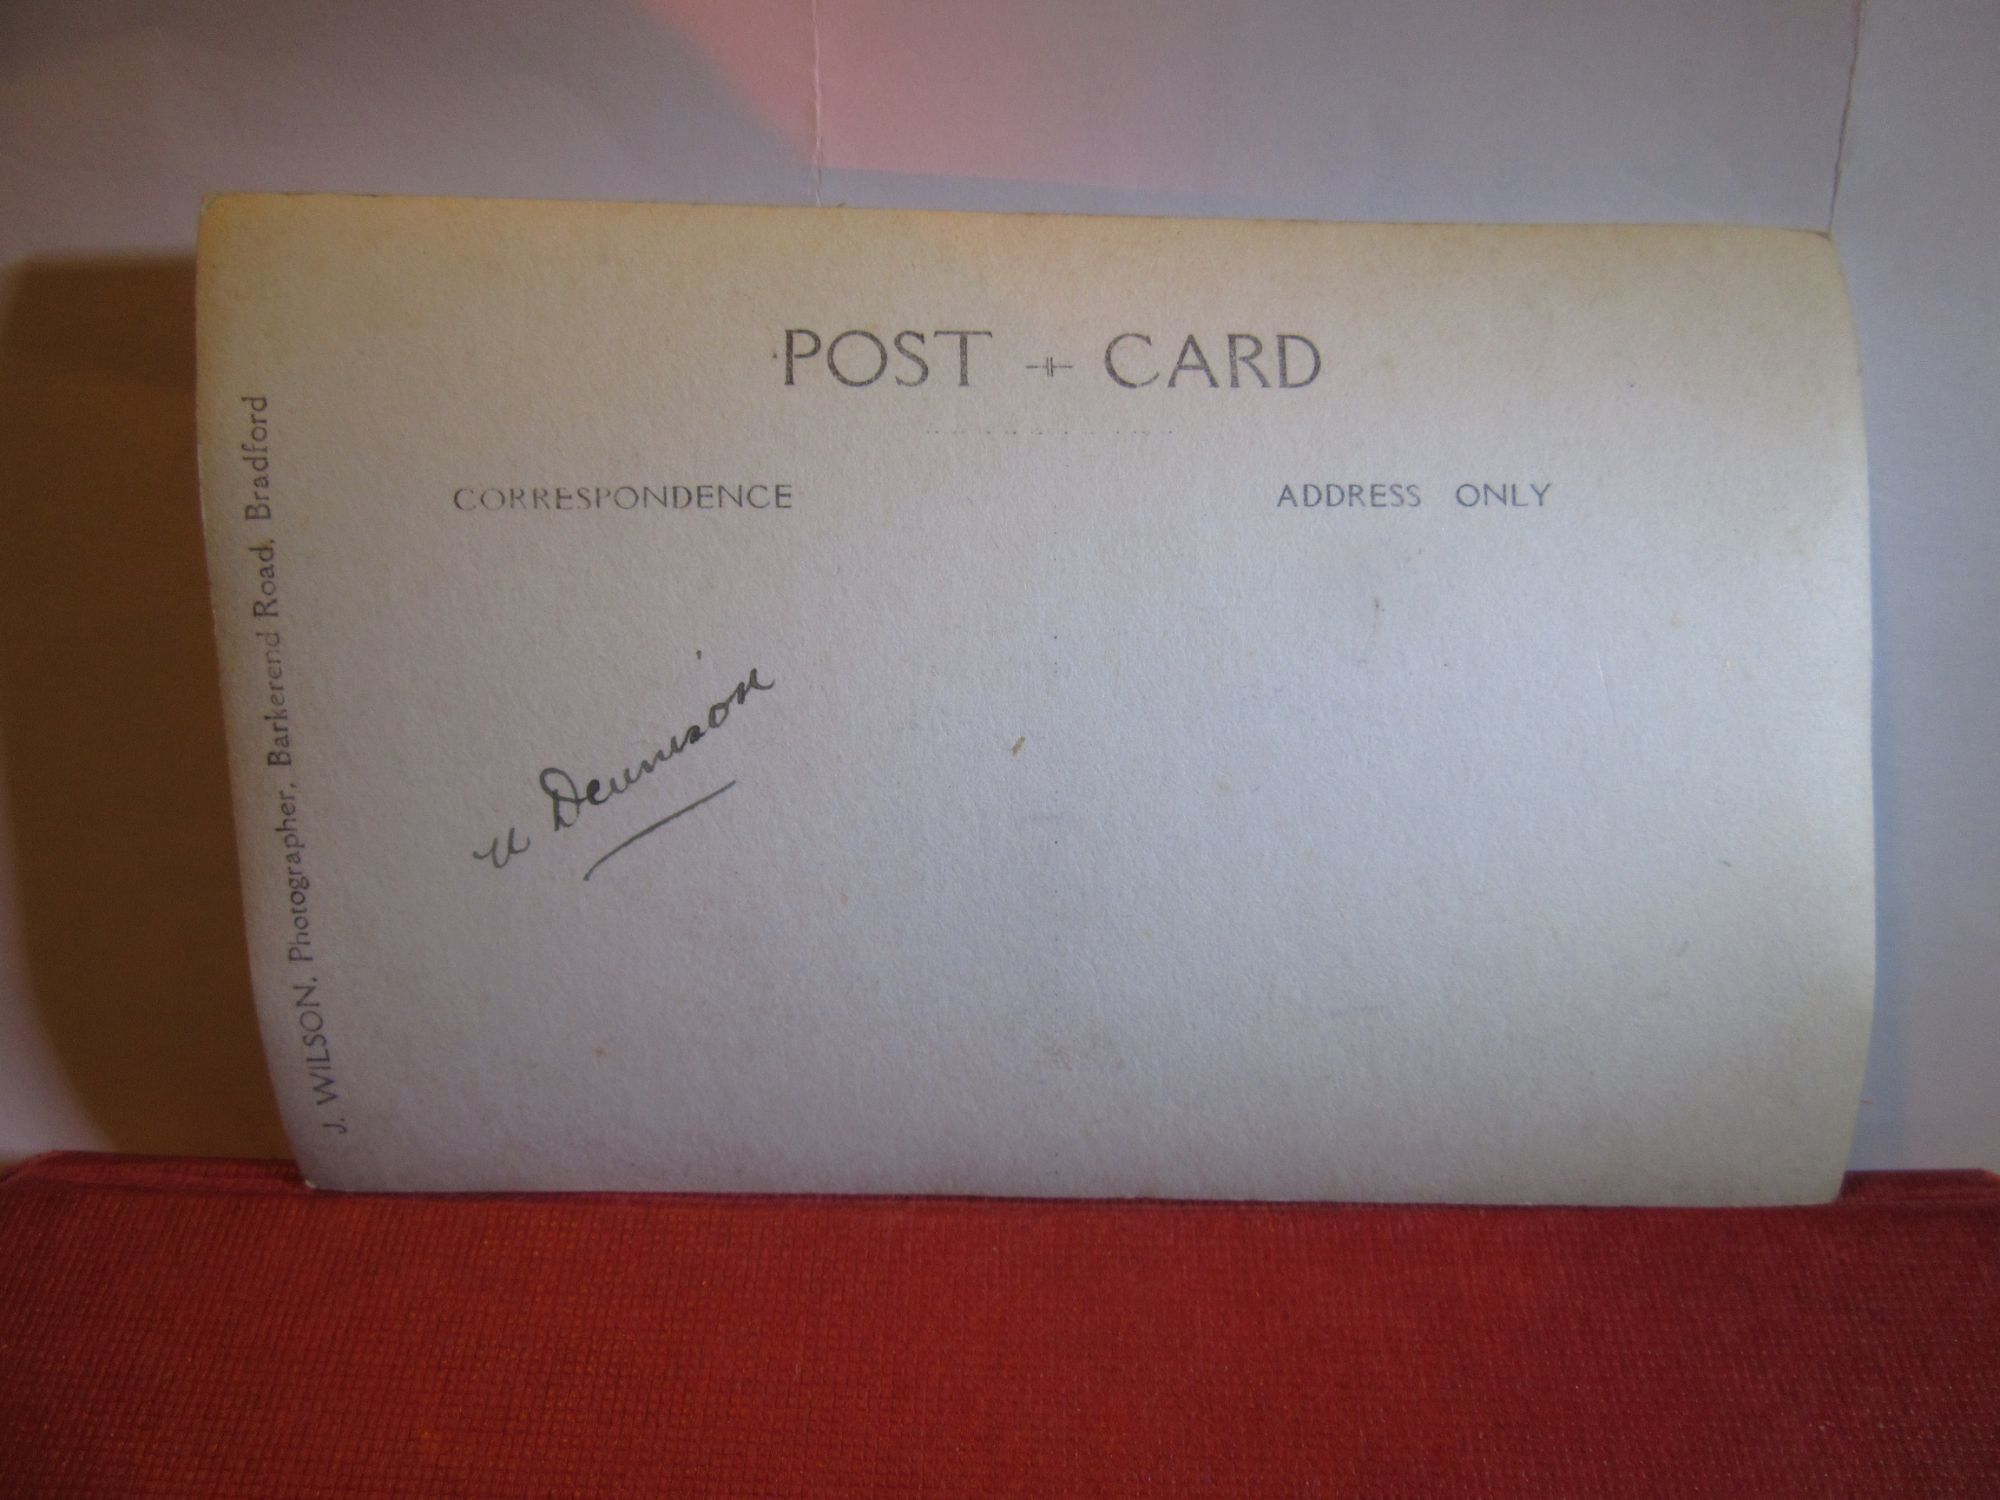 POST CARD
CORRESPONDENCE
ADDRESS ONLY
Dennison
J. WILSON. Photographer, Barkerend Road. Bradford